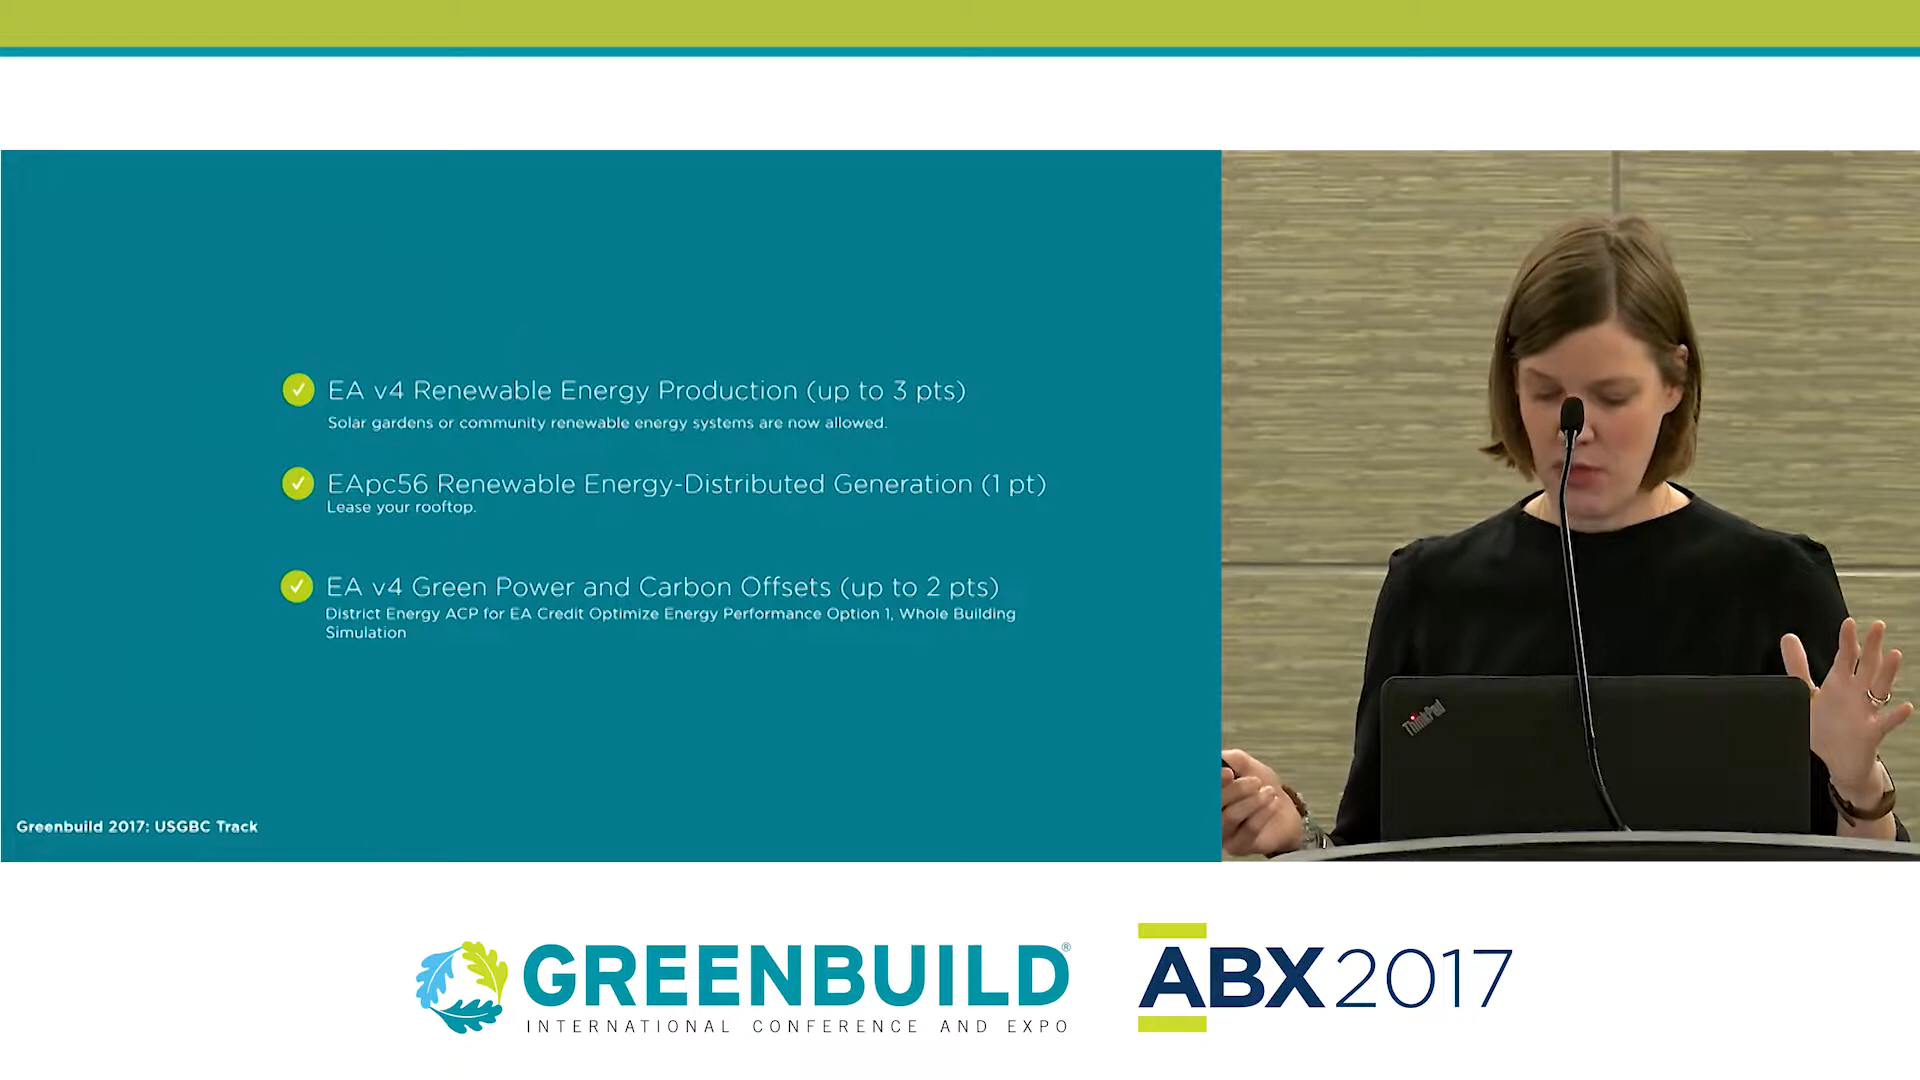 EA v4 Renewable Energy Production (up to 3 pts)
Solar gardens or community renewable energy systems are now allowed.
EApc56 Renewable Energy-Distributed Generation (1 pt)
Lease your rooftop.
EA v4 Green Power and Carbon Offsets (up to 2 pts)
District Energy ACP for EA Credit Optimize Energy Performance Option 1, Whole Building
Simulation
Greenbuild 2017: USGBC Track
ThinkPad
GREENBUILD®
INTERNATIONAL CONFERENCE AND EXPO
ABX2017